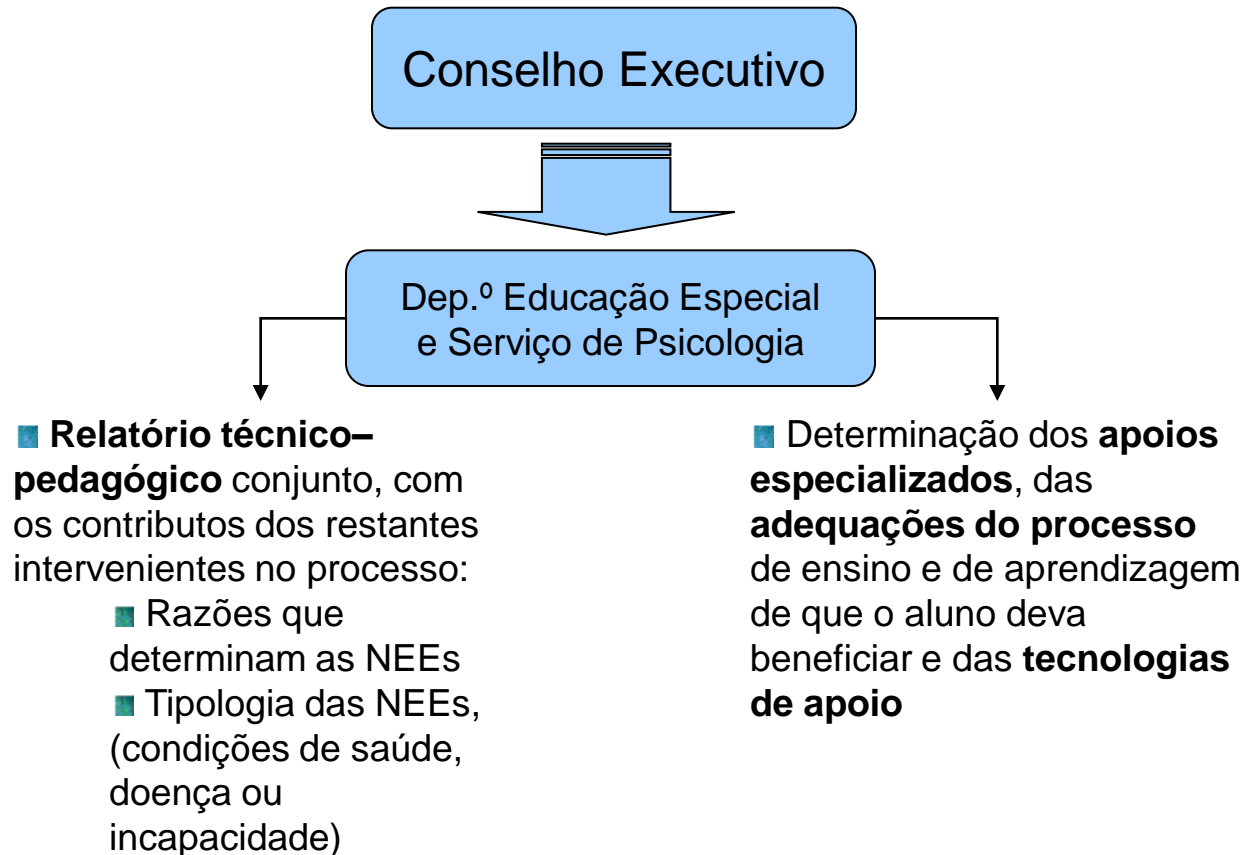 Conselho Executivo
Dep.º Educação Especial
e Serviço de Psicologia
Relatório técnico–
pedagógico conjunto, com
os contributos dos restantes
intervenientes no processo:
Razões que
determinam as NEEs
Tipologia das NEEs,
(condições de saúde,
doença ou
incapacidade)
Determinação dos apoios
especializados, das
adequações do processo
de ensino e de aprendizagem
de que o aluno deva
beneficiar e das tecnologias
de apoio